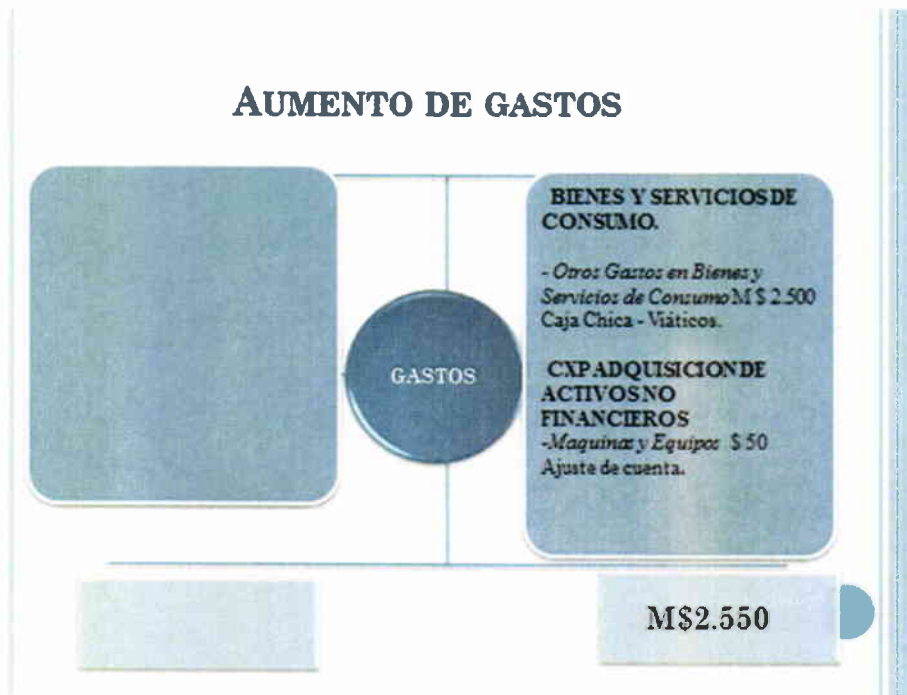 AUMENTO DE GASTOS
GASTOS
BIENES Y SERVICIOS DE
CONSUMO.
- Otros Gastos en Bienes y
Servicios de Consumo M $ 2.500
Caja Chica - Viáticos.
CXP ADQUISICION DE
ACTIVOS NO
FINANCIEROS
-Maquinas y Equipos $ 50
Ajuste de cuenta.
M$2.550